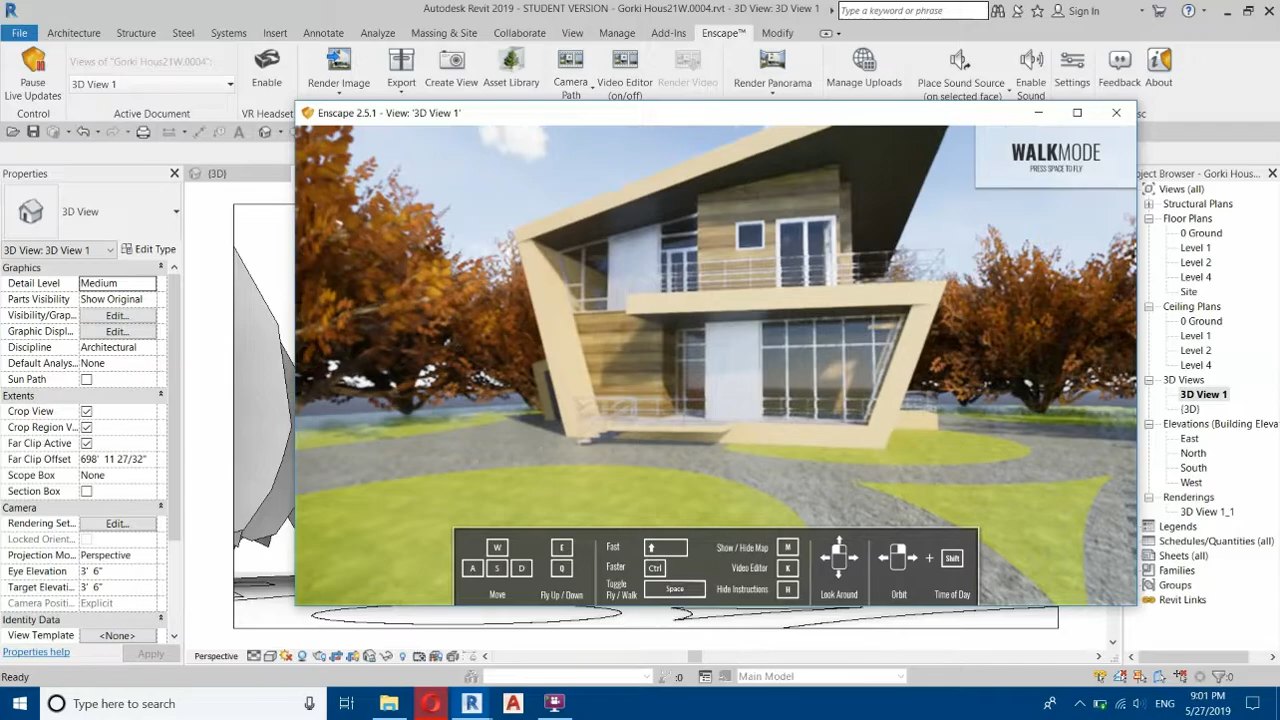 Autodesk Revit 2019 - STUDENT VERSION - Gorki Hous21W.0004.rvt - 3D View: 3D View 1
Type a keyword or phrase
Sign In
File Architecture Structure Steel Systems Insert Annotate Analyze Massing & Site Collaborate View Manage Add-Ins Enscape™ Modify
Views of "Gorki Hous21W.0004":
3D View 1
Pause Live Updates
Enable
Render Image
Export
Create View
Asset Library
Camera Path
Video Editor (on/off)
Render Video
Render Panorama
Manage Uploads
Place Sound Source (on selected face)
Enable Sound
Settings
Feedback
About
Control
Active Document
VR Headset
Enscape 2.5.1 - View: '3D View 1'
WALKMODE
PRESS SPACE TO FLY
Properties
{3D}
3D View
3D View: 3D View 1
Edit Type
Graphics
Detail Level Medium
Parts Visibility Show Original
Visibility/Grap... Edit...
Graphic Displ... Edit...
Discipline Architectural
Default Analys... None
Sun Path
Extents
Crop View
Crop Region V...
Far Clip Active
Far Clip Offset 698' 11 27/32"
Scope Box None
Section Box
Camera
Rendering Set... Edit...
Locked Orient...
Projection Mo... Perspective
Eye Elevation 3' 6"
Target Elevat... 3' 6"
Camera Positi... Explicit
Identity Data
View Template <None>
Properties help
Apply
Project Browser - Gorki Hous...
Views (all)
Structural Plans
Floor Plans
0 Ground
Level 1
Level 2
Level 4
Site
Ceiling Plans
0 Ground
Level 1
Level 2
Level 4
3D Views
3D View 1
{3D}
Elevations (Building Eleva
East
North
South
West
Renderings
3D View 1_1
Legends
Schedules/Quantities (all)
Sheets (all)
Families
Groups
Revit Links
W
A S D
Move
E
Q
Fly Up / Down
Fast
Faster Ctrl
Toggle Fly / Walk Space
Show / Hide Map M
Video Editor K
Hide Instructions H
Look Around
Orbit
+ Shift
Time of Day
Perspective
Ready
:0
Main Model
:0
Type here to search
ENG
9:01 PM
5/27/2019